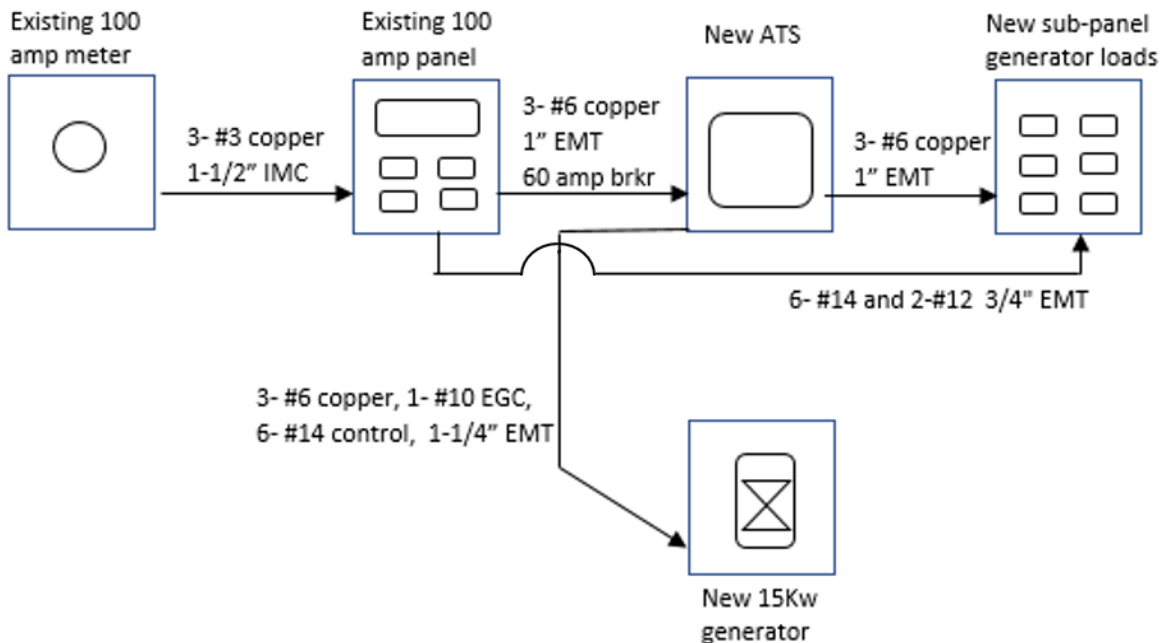 Existing 100
amp meter
Existing 100
amp panel
New ATS
New sub-panel
generator loads
3- #3 copper
1-1/2” IMC
3- #6 copper
1” EMT
60 amp brkr
3- #6 copper
1” EMT
6- #14 and 2-#12  3/4" EMT
3- #6 copper, 1- #10 EGC,
6- #14 control,  1-1/4” EMT
New 15Kw
generator